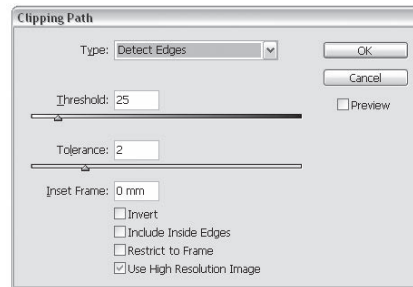 Clipping Path
Type: Detect Edges
OK
Cancel
Threshold: 25
Preview
Tolerance: 2
Inset Frame: 0 mm
Invert
Include Inside Edges
Restrict to Frame
Use High Resolution Image